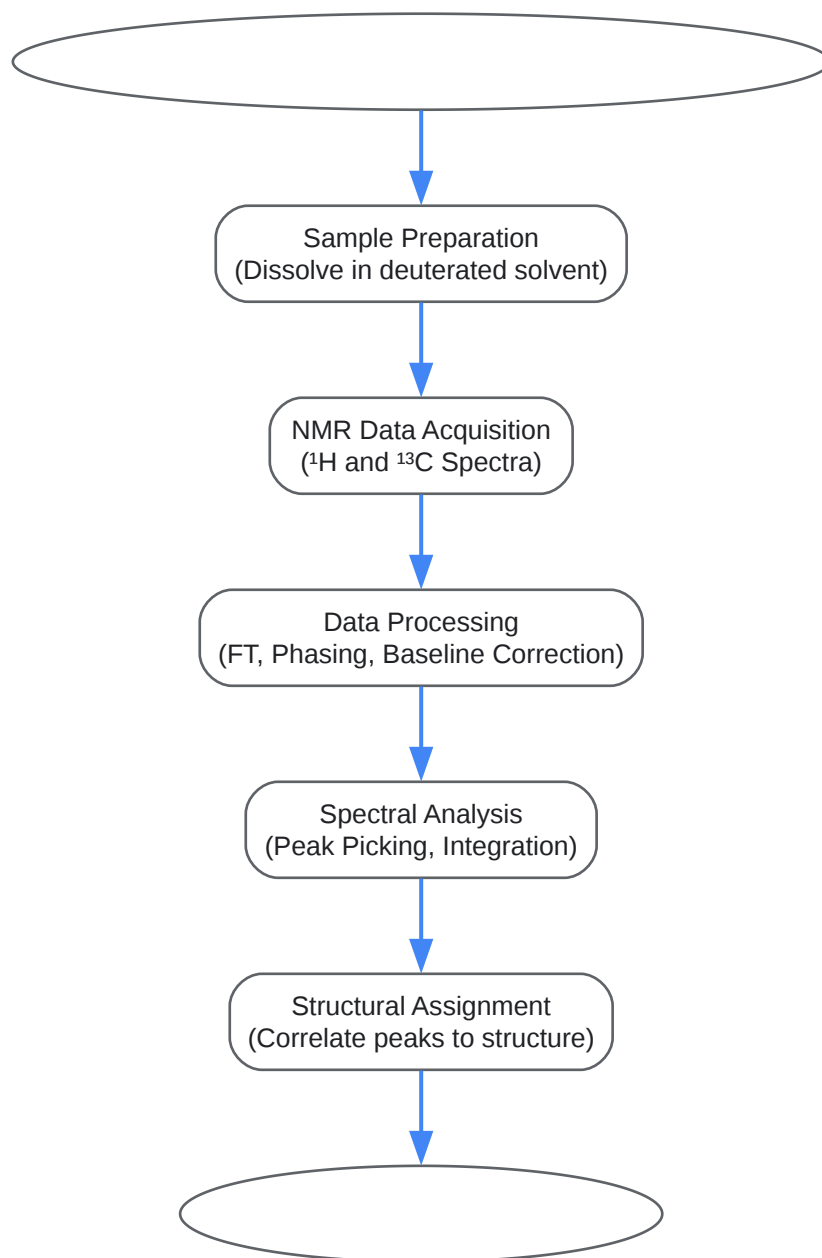 Sample Preparation
(Dissolve in deuterated solvent)
NMR Data Acquisition
(¹H and ¹³C Spectra)
Data Processing
(FT, Phasing, Baseline Correction)
Spectral Analysis
(Peak Picking, Integration)
Structural Assignment
(Correlate peaks to structure)